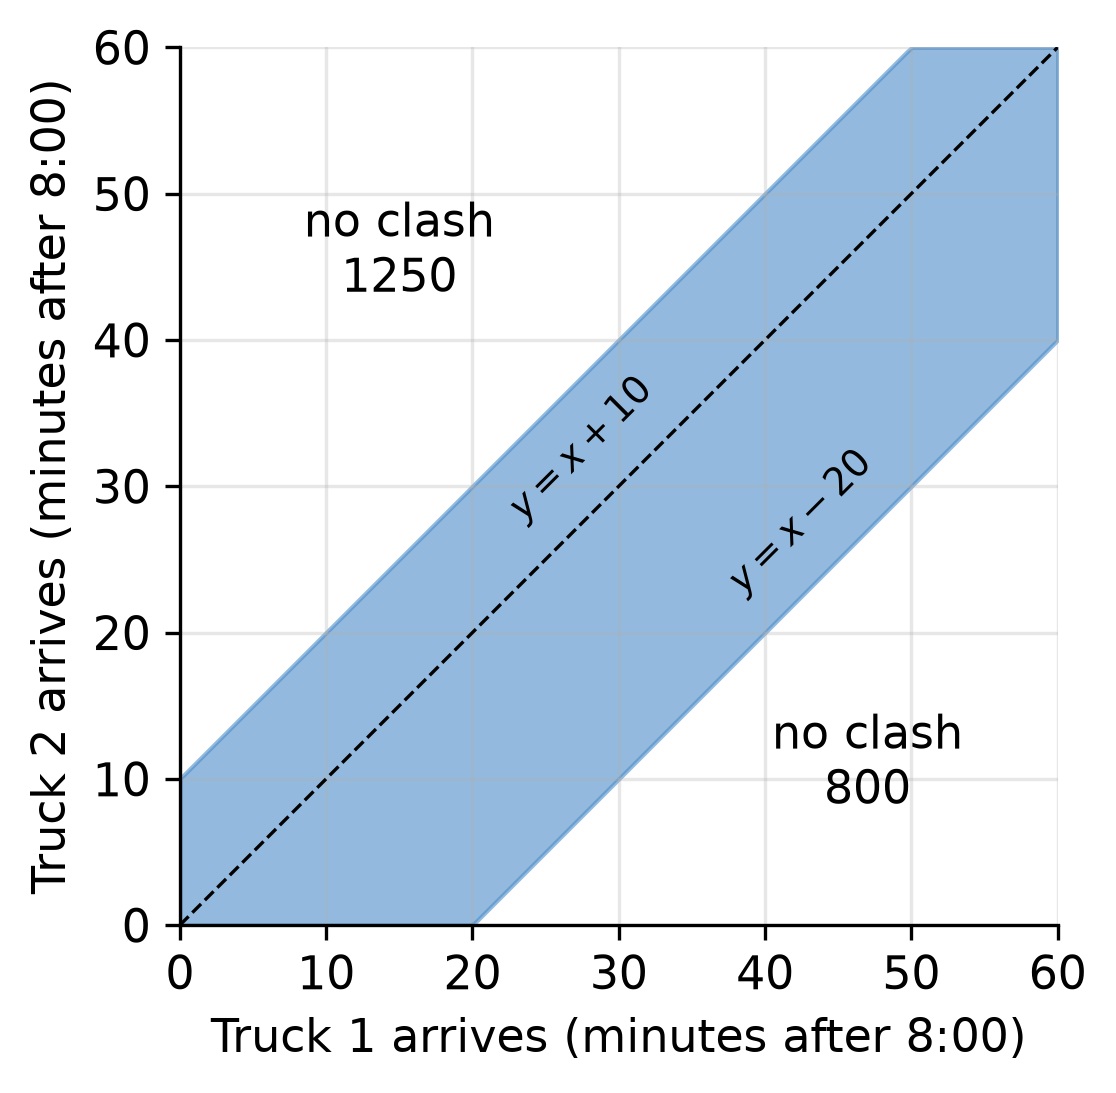 60
50
40
30
20
10
0
Truck 2 arrives (minutes after 8:00)
no clash
1250
y = x + 10
y = x − 20
no clash
800
0 10 20 30 40 50 60
Truck 1 arrives (minutes after 8:00)